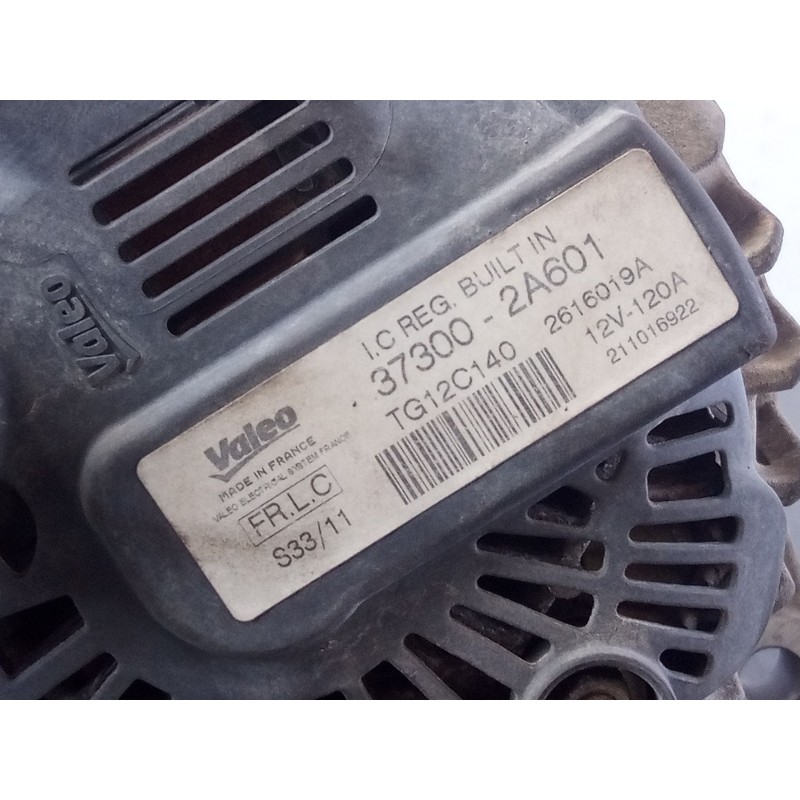 Valeo
I.C REG. BUILT IN
37300 - 2A601
TG12C140 2616019A
12V-120A
211016922
Valeo
MADE IN FRANCE
VALEO ELECTRICAL SYSTEM FRANCE
FR.L.C
S33/11